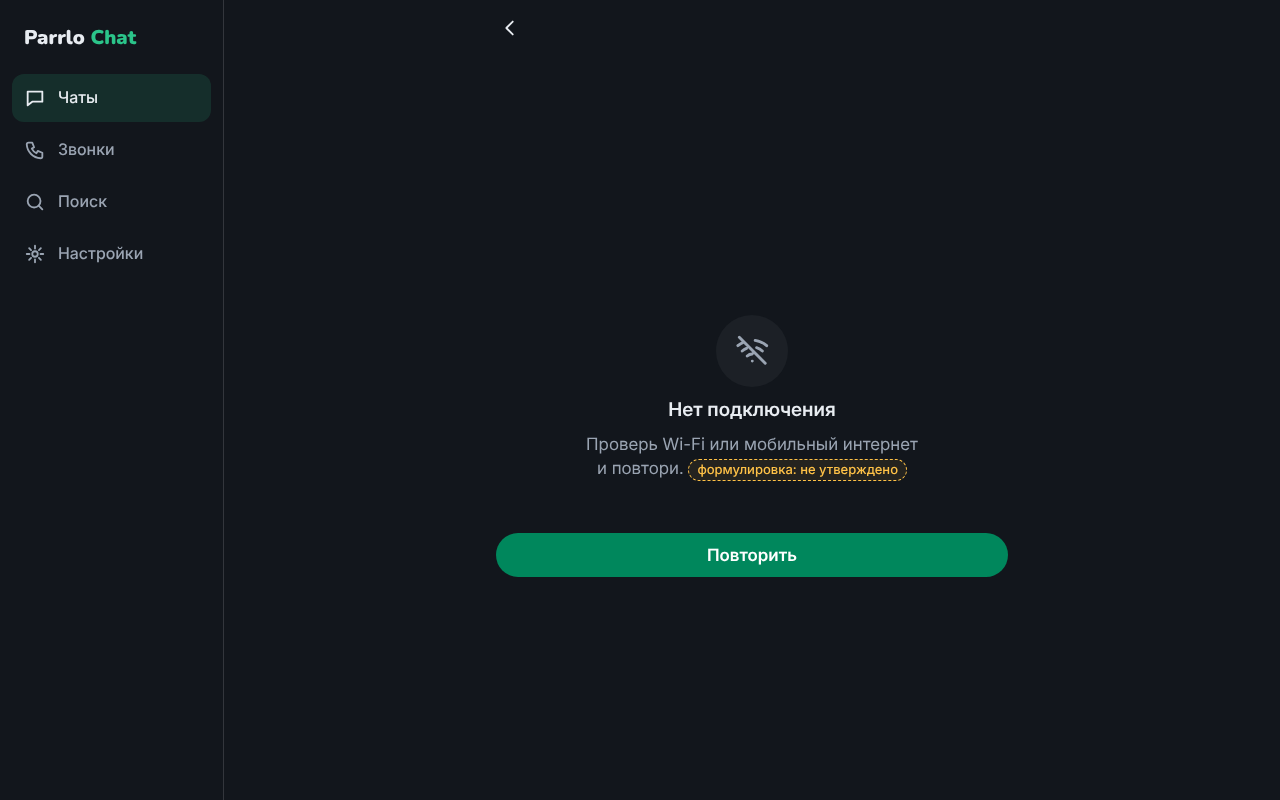 Parrlo Chat
Чаты
Звонки
Поиск
Настройки
Нет подключения
Проверь Wi-Fi или мобильный интернет
и повтори. формулировка: не утверждено
Повторить